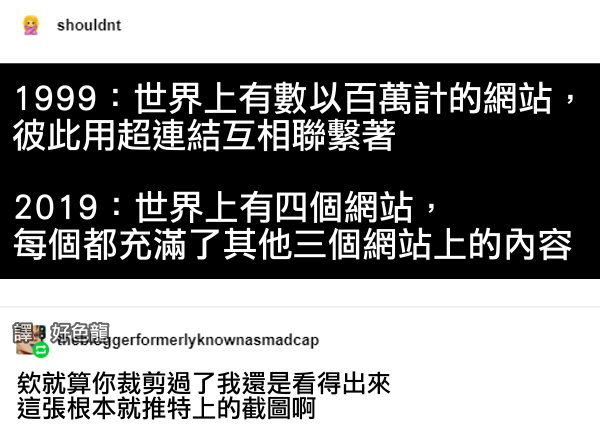 shouldnt
1999：世界上有數以百萬計的網站，
彼此用超連結互相聯繫著
2019：世界上有四個網站，
每個都充滿了其他三個網站上的內容
譯 好色龍
thebloggerformerlyknownasmadcap
欸就算你裁剪過了我還是看得出來
這張根本就推特上的截圖啊